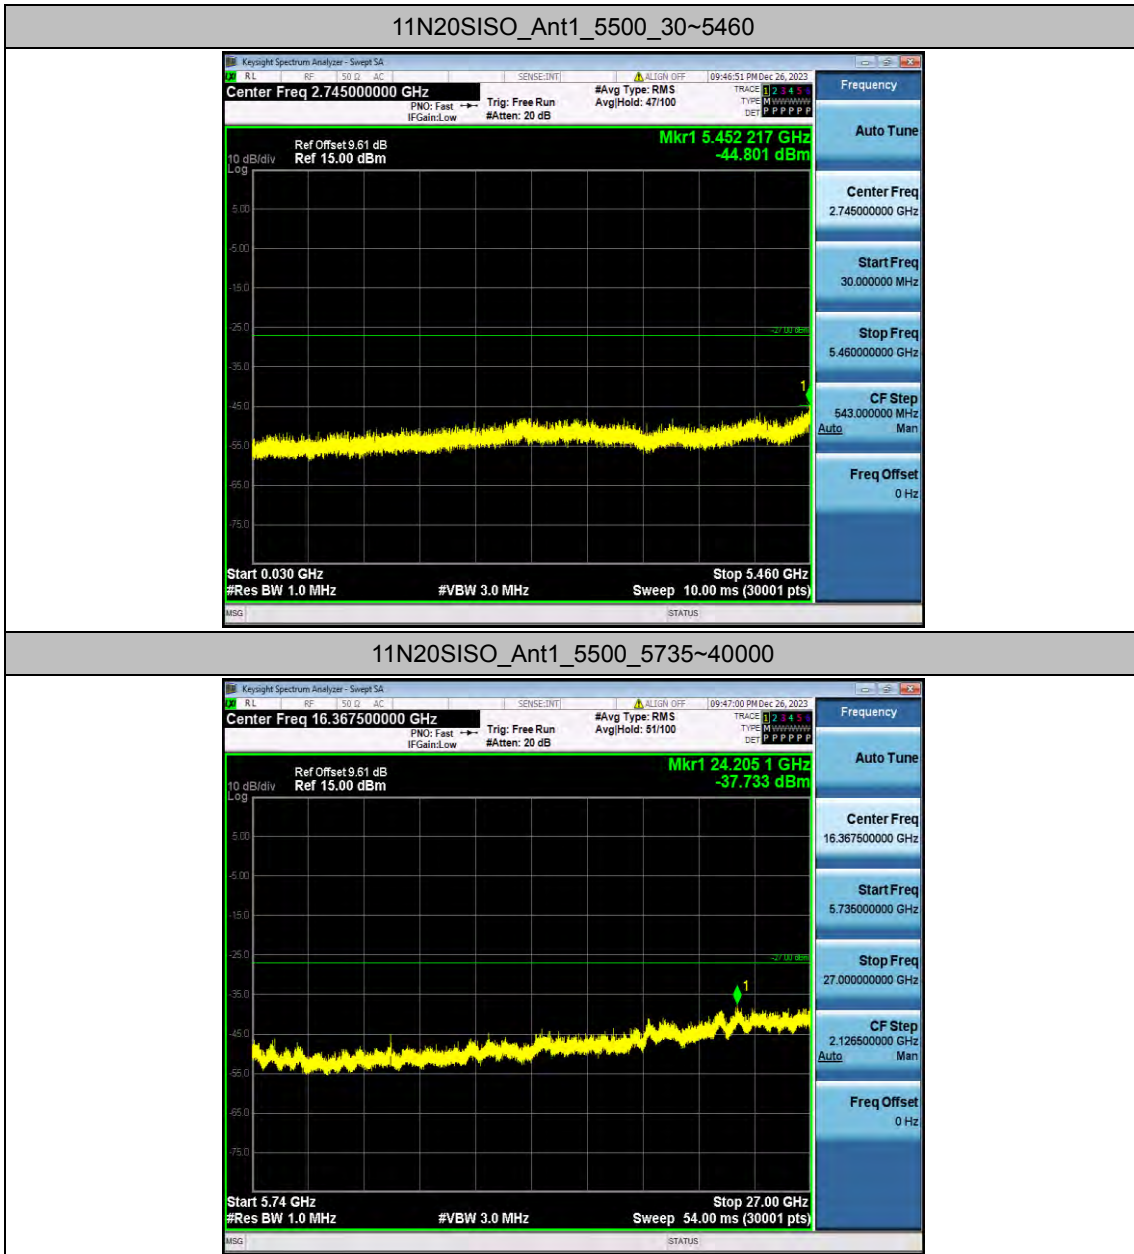 11N20SISO_Ant1_5500_30~5460
Keysight Spectrum Analyzer - Swept SA
RL RF 50 Ω AC SENSE:INT ALIGN OFF 09:46:51 PM Dec 26, 2023
Center Freq 2.745000000 GHz
PNO: Fast
IFGain:Low
Trig: Free Run
#Atten: 20 dB
#Avg Type: RMS
Avg|Hold: 47/100
TRACE 1 2 3 4 5 6
TYPE M WWWWW
DET P P P P P P
Ref Offset 9.61 dB
10 dB/div Ref 15.00 dBm
Log
Mkr1 5.452 217 GHz
-44.801 dBm
5.00
-5.00
-15.0
-25.0
-27.00 dBm
-35.0
1
-45.0
-55.0
-65.0
-75.0
Start 0.030 GHz Stop 5.460 GHz
#Res BW 1.0 MHz #VBW 3.0 MHz Sweep 10.00 ms (30001 pts)
MSG STATUS
Frequency
Auto Tune
Center Freq
2.745000000 GHz
Start Freq
30.000000 MHz
Stop Freq
5.460000000 GHz
CF Step
543.000000 MHz
Auto Man
Freq Offset
0 Hz
11N20SISO_Ant1_5500_5735~40000
Keysight Spectrum Analyzer - Swept SA
RL RF 50 Ω AC SENSE:INT ALIGN OFF 09:47:00 PM Dec 26, 2023
Center Freq 16.367500000 GHz
PNO: Fast
IFGain:Low
Trig: Free Run
#Atten: 20 dB
#Avg Type: RMS
Avg|Hold: 51/100
TRACE 1 2 3 4 5 6
TYPE M WWWWW
DET P P P P P P
Ref Offset 9.61 dB
10 dB/div Ref 15.00 dBm
Log
Mkr1 24.205 1 GHz
-37.733 dBm
5.00
-5.00
-15.0
-25.0
-27.00 dBm
-35.0
1
-45.0
-55.0
-65.0
-75.0
Start 5.74 GHz Stop 27.00 GHz
#Res BW 1.0 MHz #VBW 3.0 MHz Sweep 54.00 ms (30001 pts)
MSG STATUS
Frequency
Auto Tune
Center Freq
16.367500000 GHz
Start Freq
5.735000000 GHz
Stop Freq
27.000000000 GHz
CF Step
2.126500000 GHz
Auto Man
Freq Offset
0 Hz